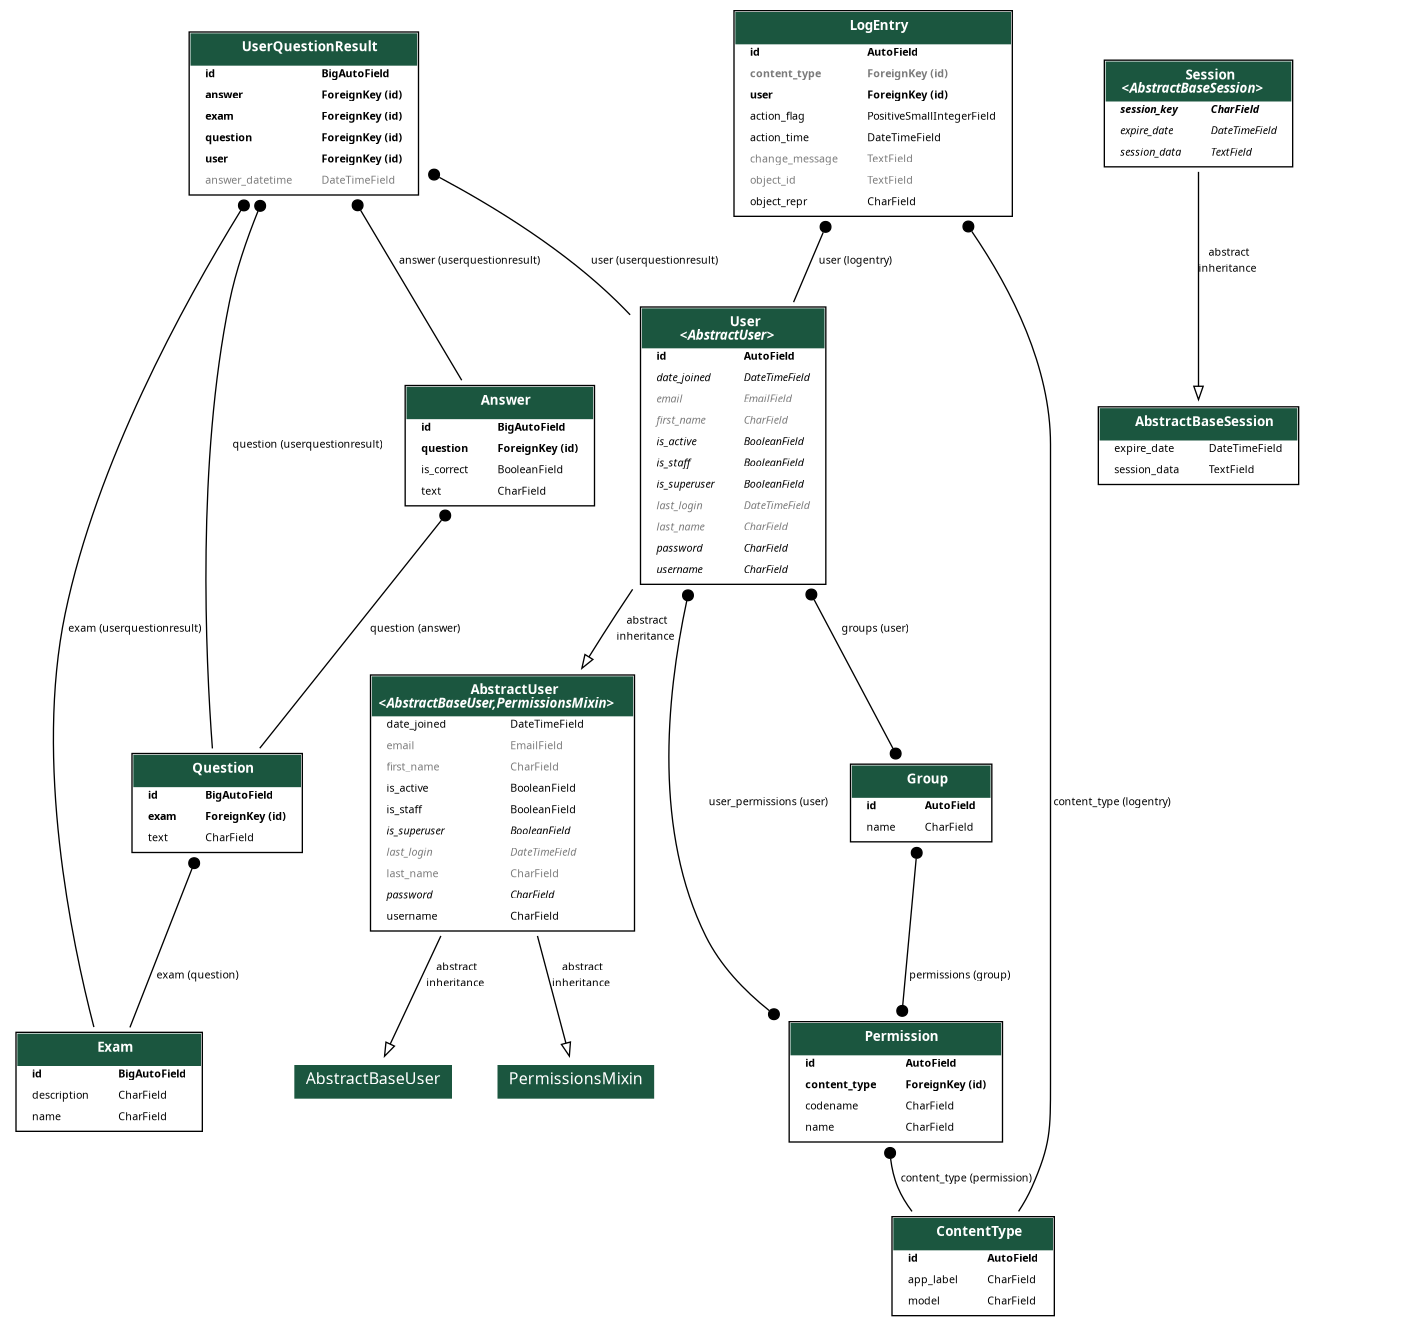 UserQuestionResult
id BigAutoField
answer ForeignKey (id)
exam ForeignKey (id)
question ForeignKey (id)
user ForeignKey (id)
answer_datetime DateTimeField
LogEntry
id AutoField
content_type ForeignKey (id)
user ForeignKey (id)
action_flag PositiveSmallIntegerField
action_time DateTimeField
change_message TextField
object_id TextField
object_repr CharField
Session
<AbstractBaseSession>
session_key CharField
expire_date DateTimeField
session_data TextField
answer (userquestionresult)
user (userquestionresult)
user (logentry)
abstract
inheritance
User
<AbstractUser>
id AutoField
date_joined DateTimeField
email EmailField
first_name CharField
is_active BooleanField
is_staff BooleanField
is_superuser BooleanField
last_login DateTimeField
last_name CharField
password CharField
username CharField
Answer
id BigAutoField
question ForeignKey (id)
is_correct BooleanField
text CharField
AbstractBaseSession
expire_date DateTimeField
session_data TextField
question (userquestionresult)
exam (userquestionresult)
question (answer)
abstract
inheritance
groups (user)
AbstractUser
<AbstractBaseUser,PermissionsMixin>
date_joined DateTimeField
email EmailField
first_name CharField
is_active BooleanField
is_staff BooleanField
is_superuser BooleanField
last_login DateTimeField
last_name CharField
password CharField
username CharField
Question
id BigAutoField
exam ForeignKey (id)
text CharField
user_permissions (user)
Group
id AutoField
name CharField
content_type (logentry)
exam (question)
abstract
inheritance
abstract
inheritance
permissions (group)
Exam
id BigAutoField
description CharField
name CharField
AbstractBaseUser
PermissionsMixin
Permission
id AutoField
content_type ForeignKey (id)
codename CharField
name CharField
content_type (permission)
ContentType
id AutoField
app_label CharField
model CharField